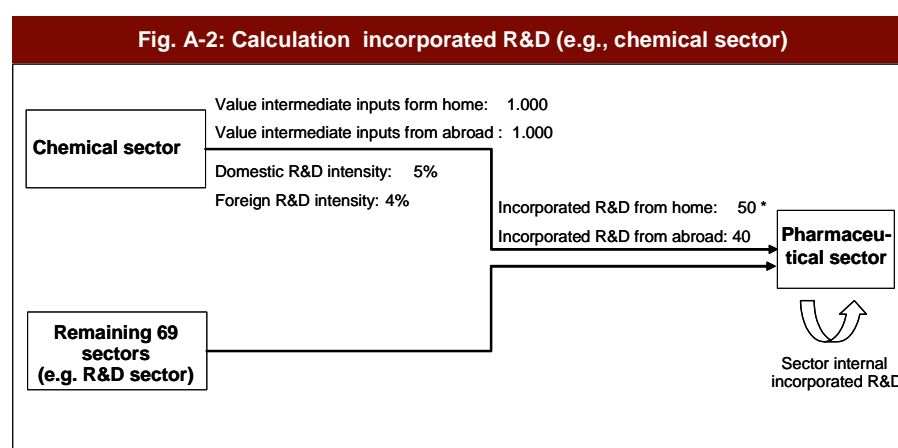 Fig. A-2: Calculation incorporated R&D (e.g., chemical sector)
Value intermediate inputs form home: 1.000
Chemical sector
Value intermediate inputs from abroad : 1.000
Domestic R&D intensity: 5%
Foreign R&D intensity: 4%
Incorporated R&D from home: 50 *
Incorporated R&D from abroad: 40
Pharmaceu-
tical sector
Remaining 69
sectors
(e.g. R&D sector)
Sector internal
incorporated R&D